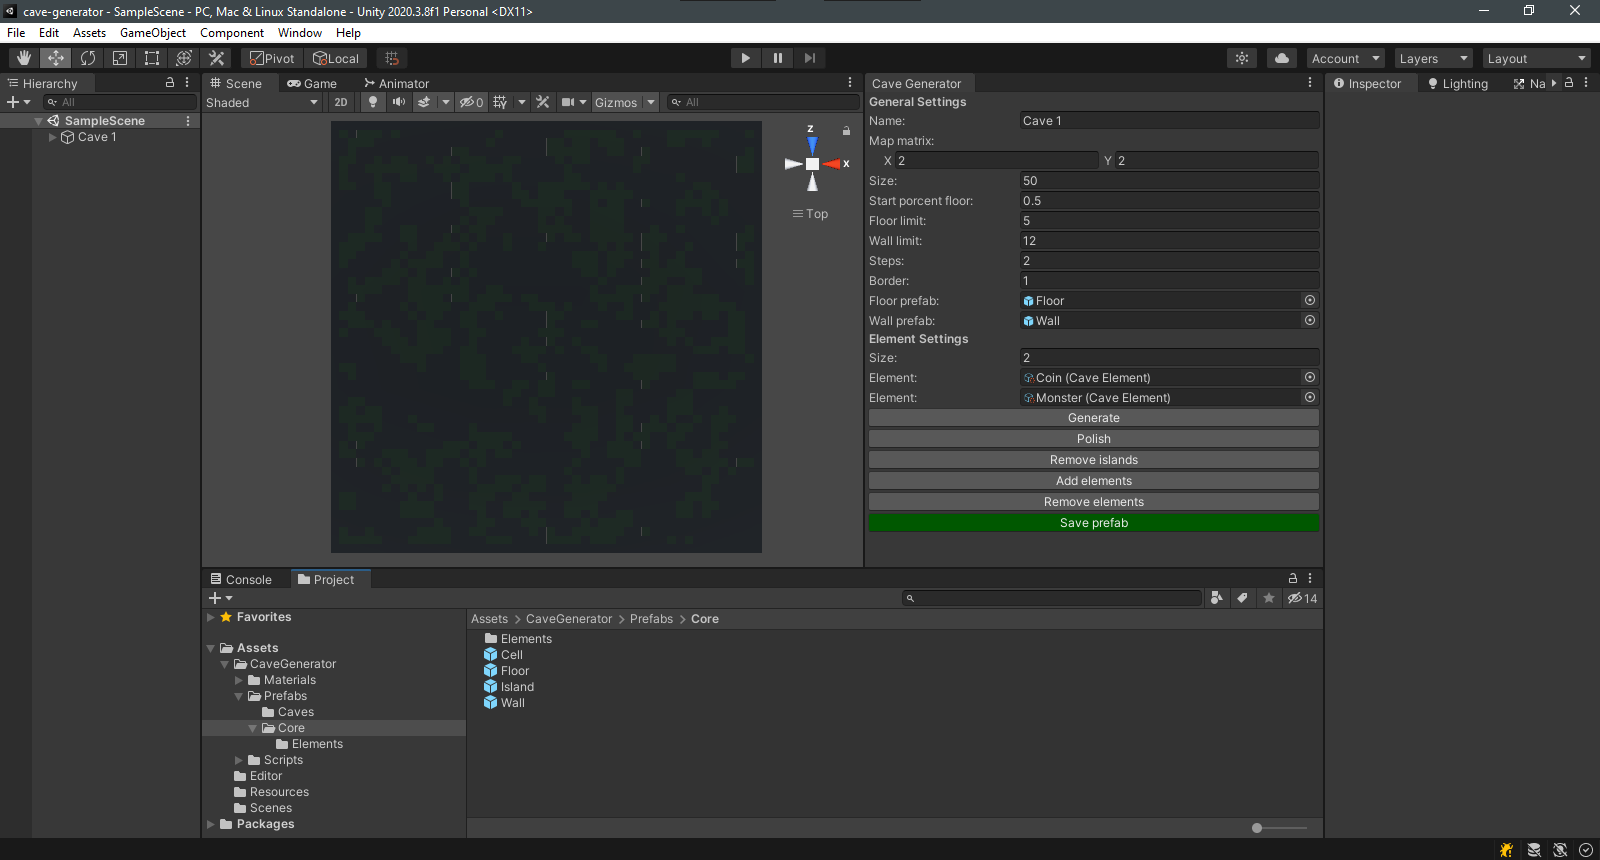 cave-generator - SampleScene - PC, Mac & Linux Standalone - Unity 2020.3.8f1 Personal <DX11>
File Edit Assets GameObject Component Window Help
Pivot Local Account Layers Layout
Hierarchy
All
SampleScene
Cave 1
Scene Game Animator
Shaded 2D 0 Gizmos All
z
x
Top
Cave Generator
General Settings
Name: Cave 1
Map matrix:
X 2 Y 2
Size: 50
Start porcent floor: 0.5
Floor limit: 5
Wall limit: 12
Steps: 2
Border: 1
Floor prefab: Floor
Wall prefab: Wall
Element Settings
Size: 2
Element: Coin (Cave Element)
Element: Monster (Cave Element)
Generate
Polish
Remove islands
Add elements
Remove elements
Save prefab
Inspector Lighting Na
Console Project
14
Favorites
Assets
CaveGenerator
Materials
Prefabs
Caves
Core
Elements
Scripts
Editor
Resources
Scenes
Packages
Assets > CaveGenerator > Prefabs > Core
Elements
Cell
Floor
Island
Wall